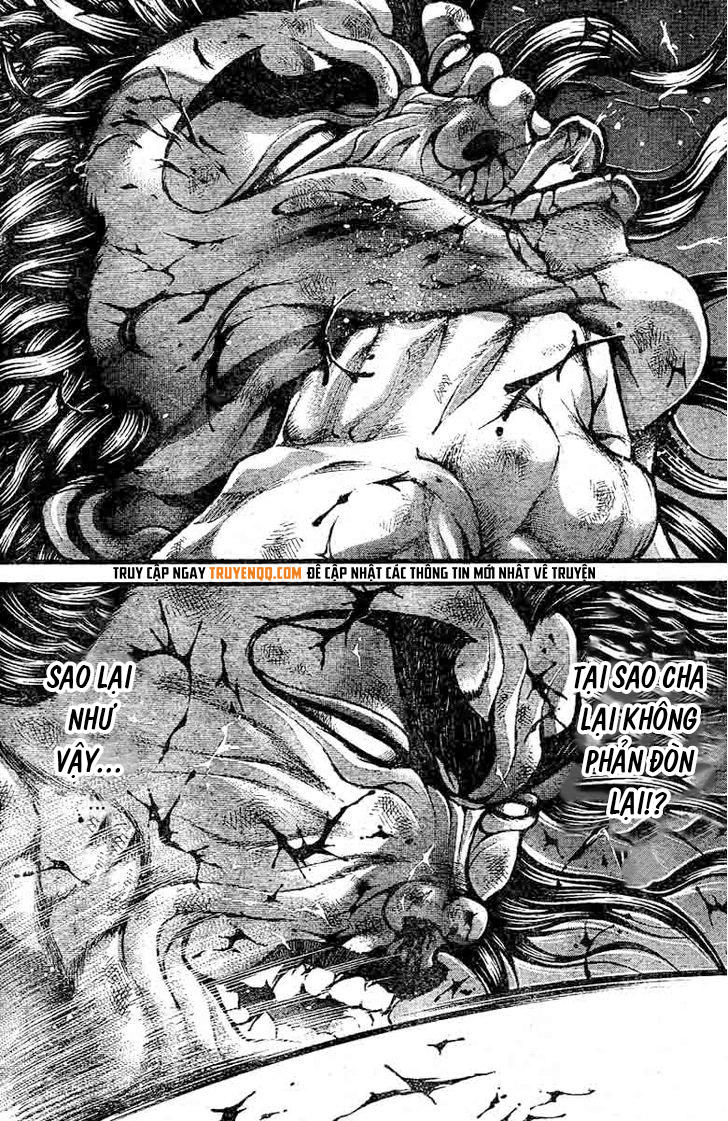 TRUY CẬP NGAY TRUYENQQ.COM ĐỂ CẬP NHẬT CÁC THÔNG TIN MỚI NHẤT VỀ TRUYỆN
TẠI SAO CHA
LẠI KHÔNG
PHẢN ĐÒN
LẠI!?
SAO LẠI
NHƯ
VẬY...